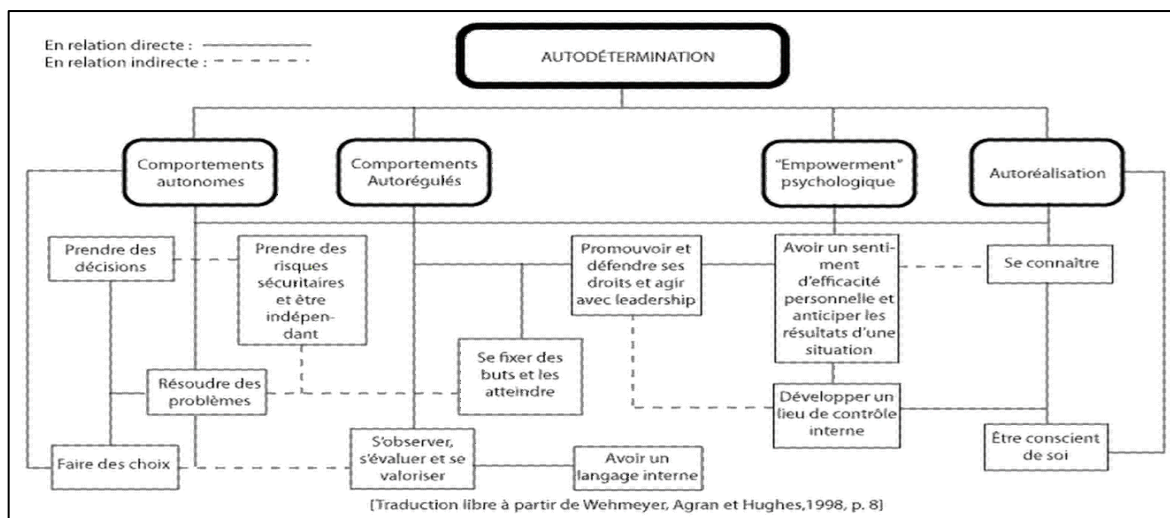 En relation directe :
En relation indirecte :
AUTODÉTERMINATION
Comportements
autonomes
Comportements
Autorégulés
"Empowerment"
psychologique
Autoréalisation
Prendre des
décisions
Prendre des
risques
sécuritaires
et être
indépen-
dant
Promouvoir et
défendre ses
droits et agir
avec leadership
Avoir un senti-
ment
d'efficacité
personnelle et
anticiper les
résultats d'une
situation
Se connaître
Résoudre des
problèmes
Se fixer des
buts et les
atteindre
Développer un
lieu de contrôle
interne
Faire des choix
S'observer,
s'évaluer et se
valoriser
Avoir un
langage interne
Être conscient
de soi
[Traduction libre à partir de Wehmeyer, Agran et Hughes,1998, p. 8]